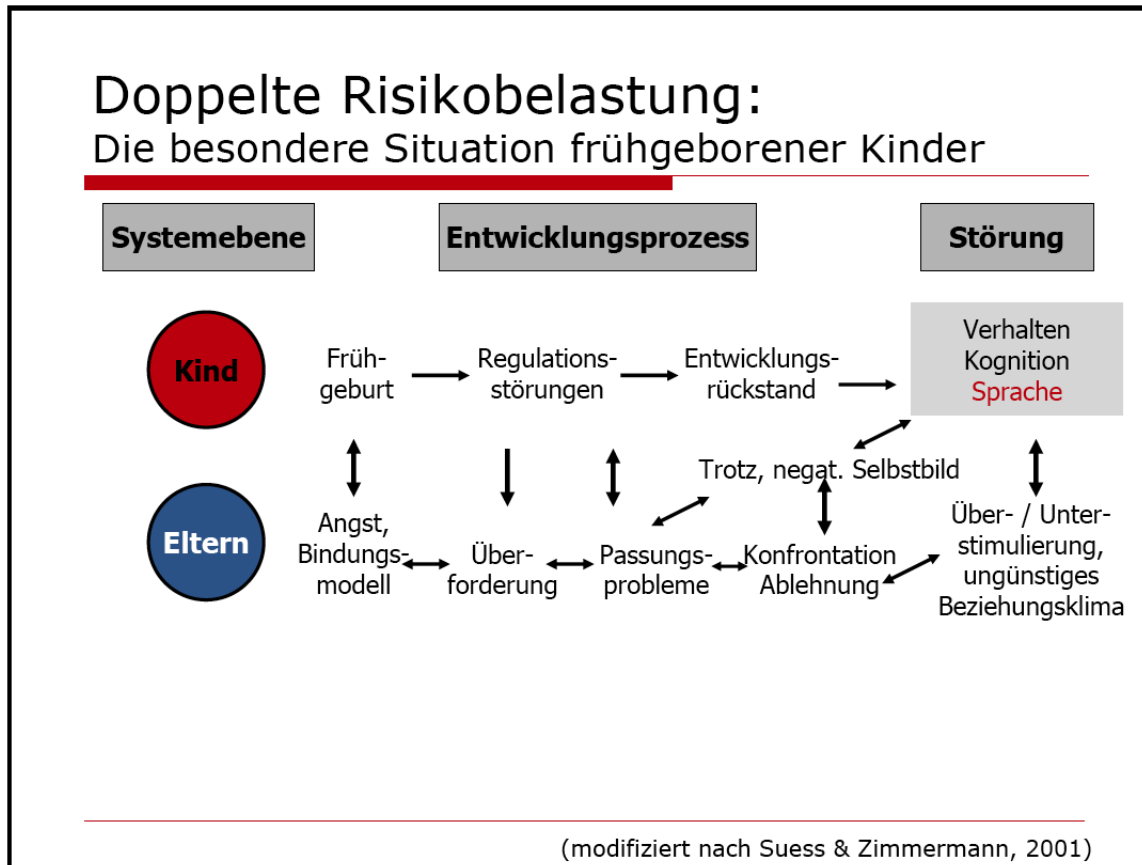 Doppelte Risikobelastung:
Die besondere Situation frühgeborener Kinder
Systemebene
Entwicklungsprozess
Störung
Kind
Früh-
geburt
Regulations-
störungen
Entwicklungs-
rückstand
Verhalten
Kognition
Sprache
Trotz, negat. Selbstbild
Eltern
Angst,
Bindungs-
modell
Über-
forderung
Passungs-
probleme
Konfrontation
Ablehnung
Über- / Unter-
stimulierung,
ungünstiges
Beziehungsklima
(modifiziert nach Suess & Zimmermann, 2001)